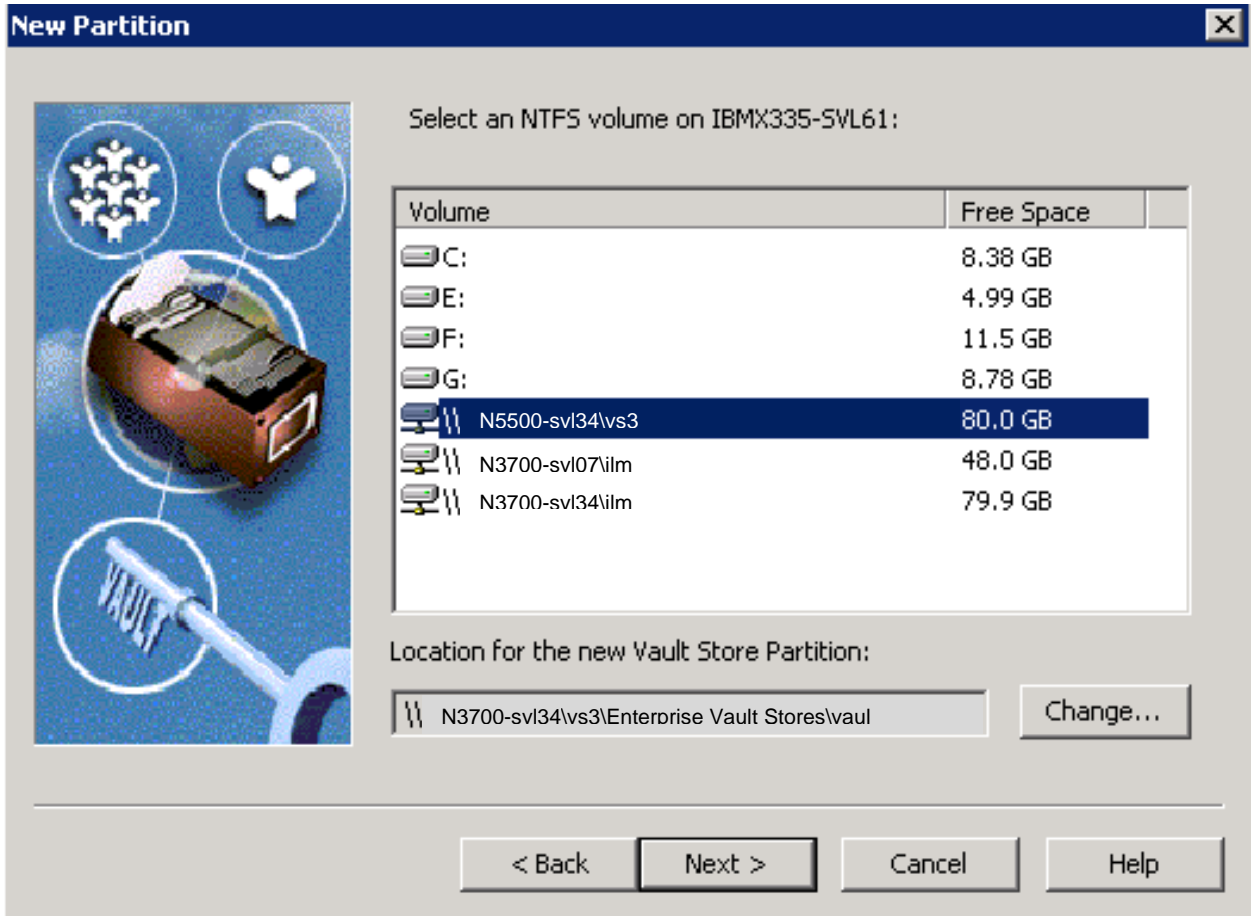 New Partition
Select an NTFS volume on IBMX335-SVL61:
Volume Free Space
C: 8.38 GB
E: 4.99 GB
F: 11.5 GB
G: 8.78 GB
\\ N5500-svl34\vs3 80.0 GB
\\ N3700-svl07\ilm 48.0 GB
\\ N3700-svl34\ilm 79.9 GB
VAULT
Location for the new Vault Store Partition:
\\ N3700-svl34\vs3\Enterprise Vault Stores\vaul
Change...
< Back Next > Cancel Help